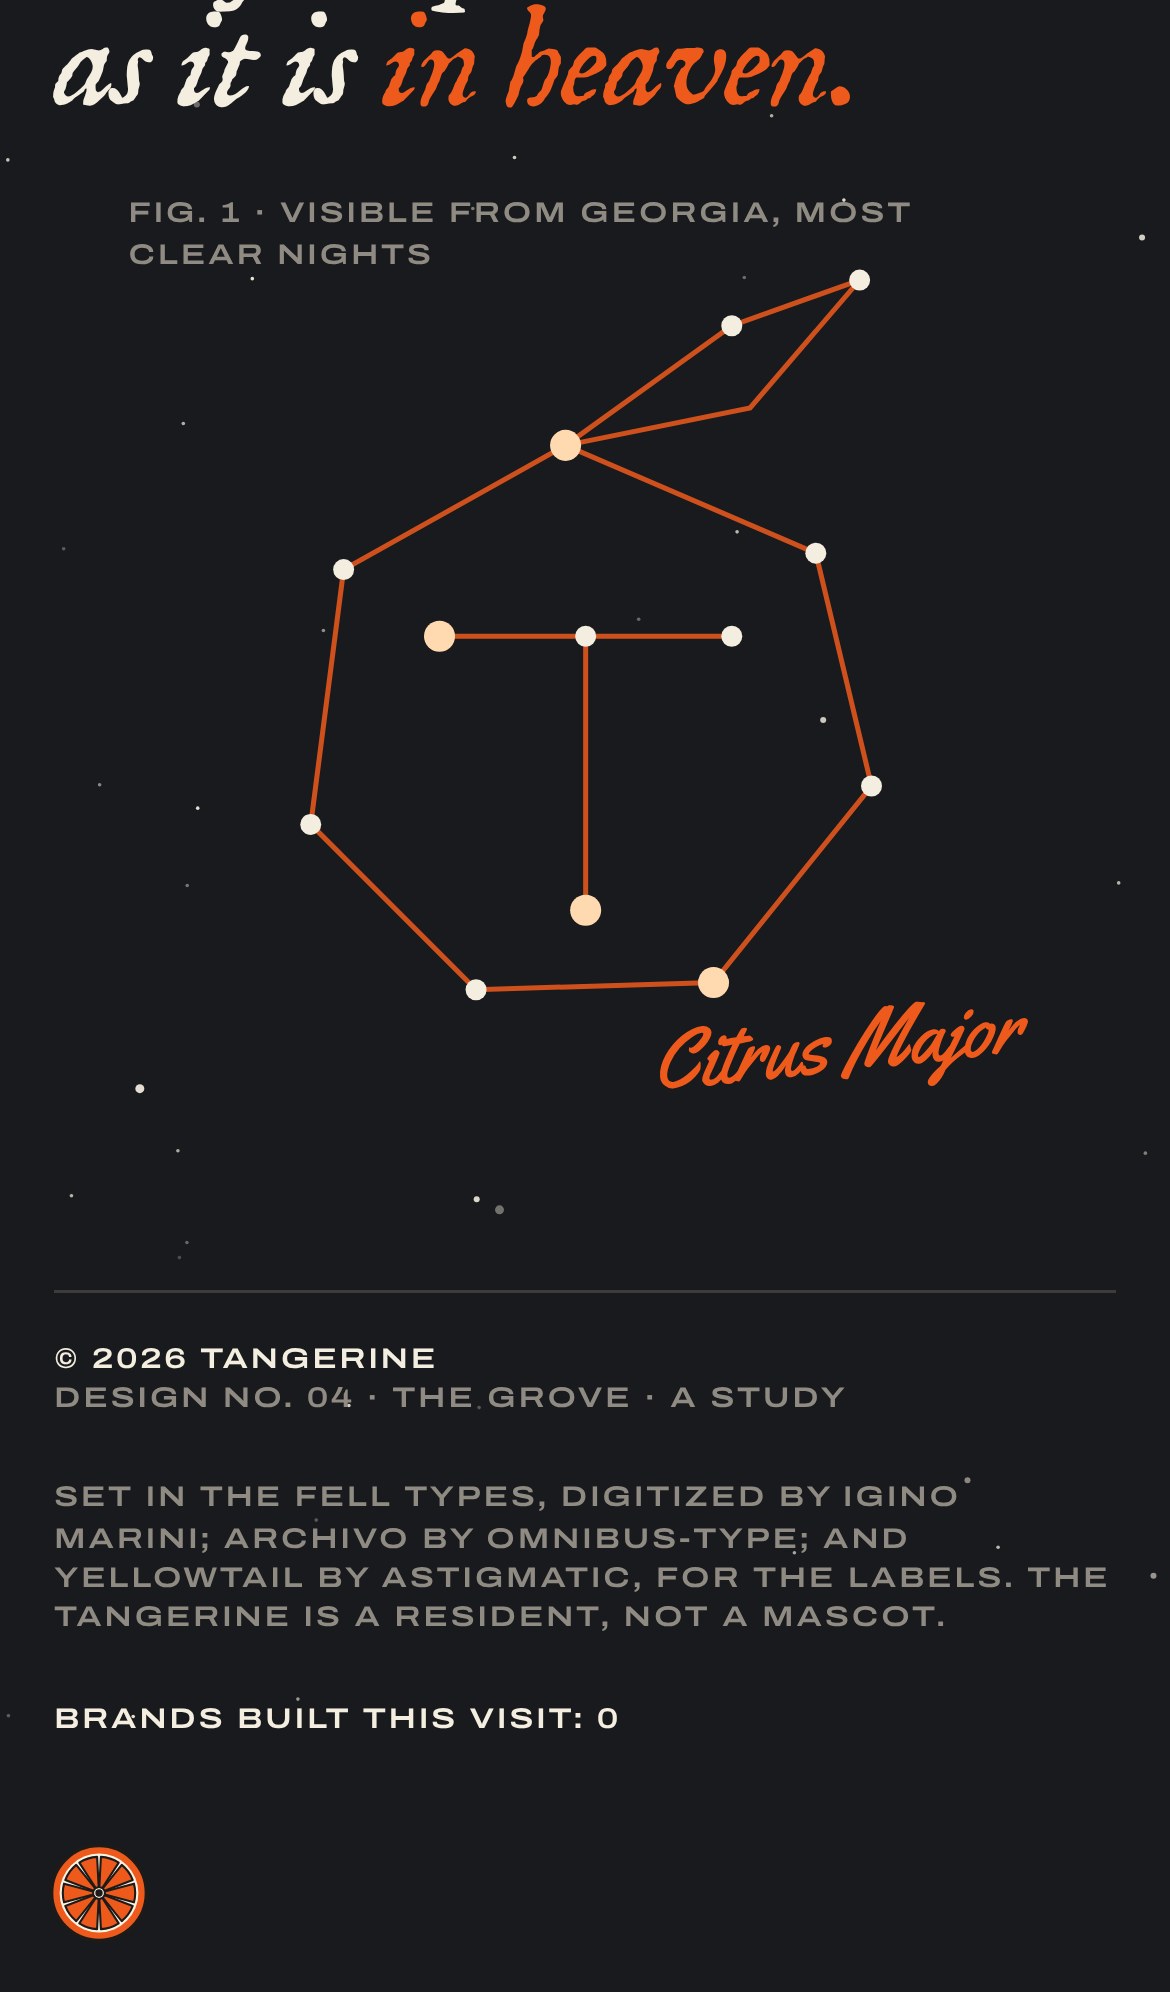 as it is in heaven.
FIG. 1 · VISIBLE FROM GEORGIA, MOST
CLEAR NIGHTS
T
Citrus Major
© 2026 TANGERINE
DESIGN NO. 04 · THE GROVE · A STUDY
SET IN THE FELL TYPES, DIGITIZED BY IGINO
MARINI; ARCHIVO BY OMNIBUS-TYPE; AND
YELLOWTAIL BY ASTIGMATIC, FOR THE LABELS. THE
TANGERINE IS A RESIDENT, NOT A MASCOT.
BRANDS BUILT THIS VISIT: 0